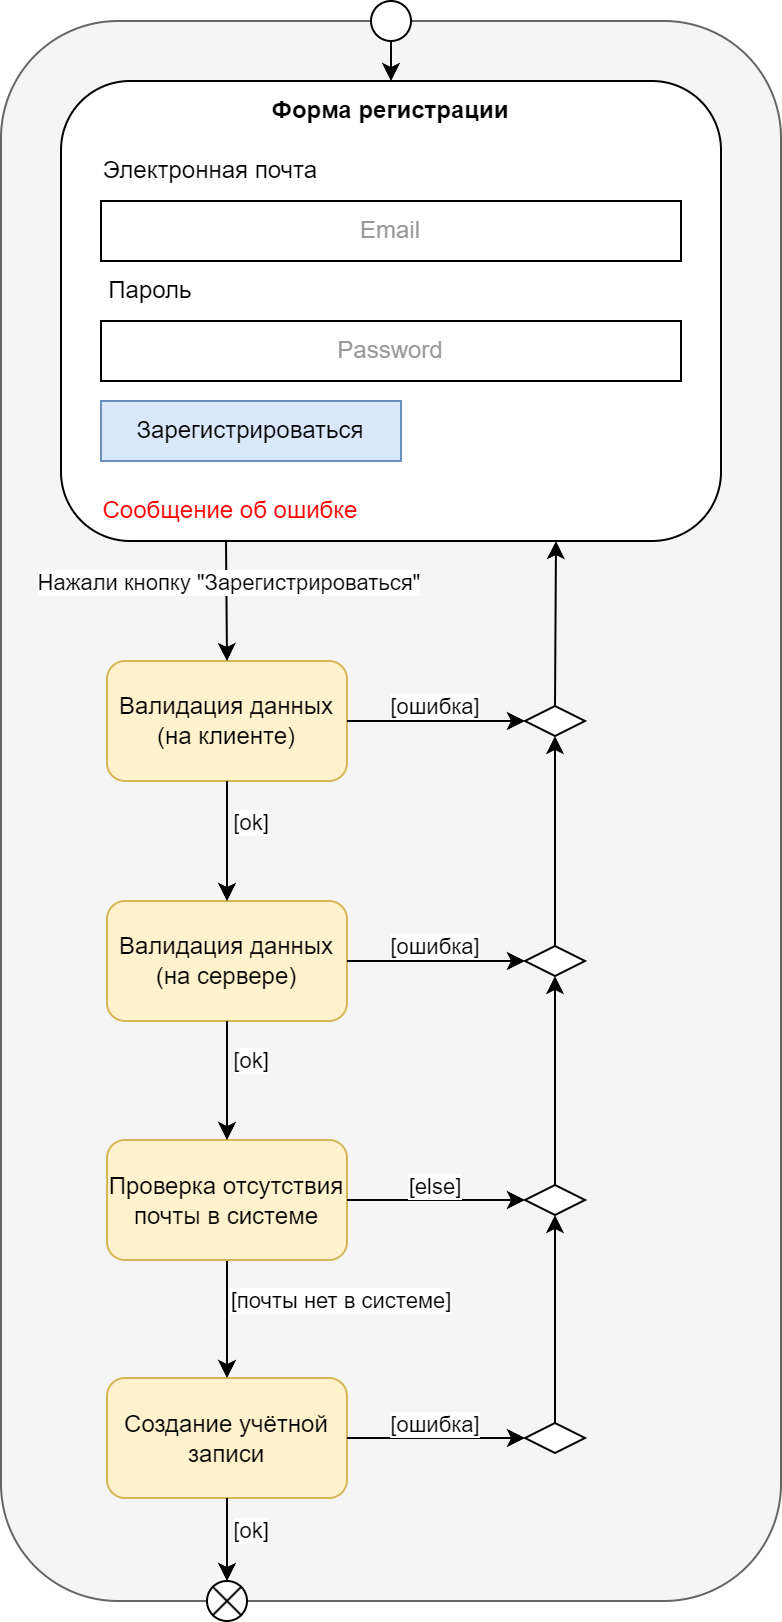 Форма регистрации
Электронная почта
Email
Пароль
Password
Зарегистрироваться
Сообщение об ошибке
Нажали кнопку "Зарегистрироваться"
Валидация данных
(на клиенте)
[ошибка]
[ok]
Валидация данных
(на сервере)
[ошибка]
[ok]
Проверка отсутствия
почты в системе
[else]
[почты нет в системе]
Создание учётной
записи
[ошибка]
[ok]